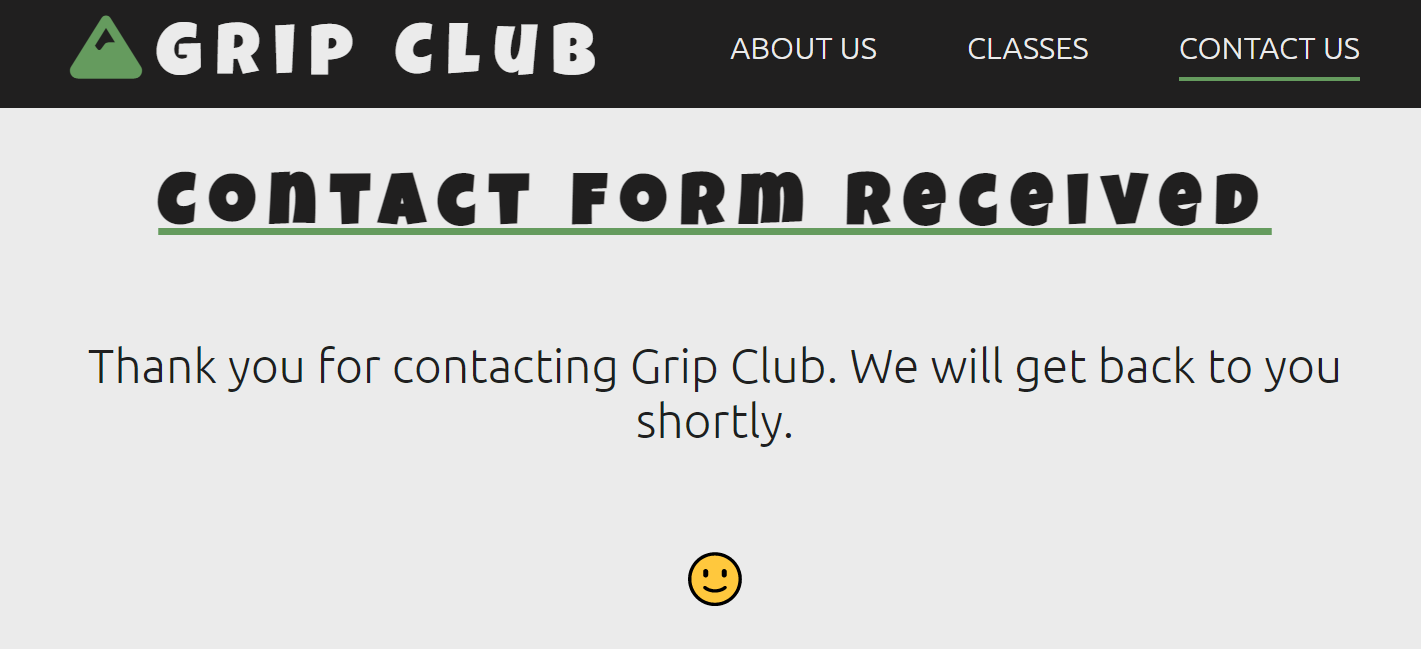 GRIP CLUB
ABOUT US
CLASSES
CONTACT US
CONTACT FORM RECEIVED
Thank you for contacting Grip Club. We will get back to you
shortly.